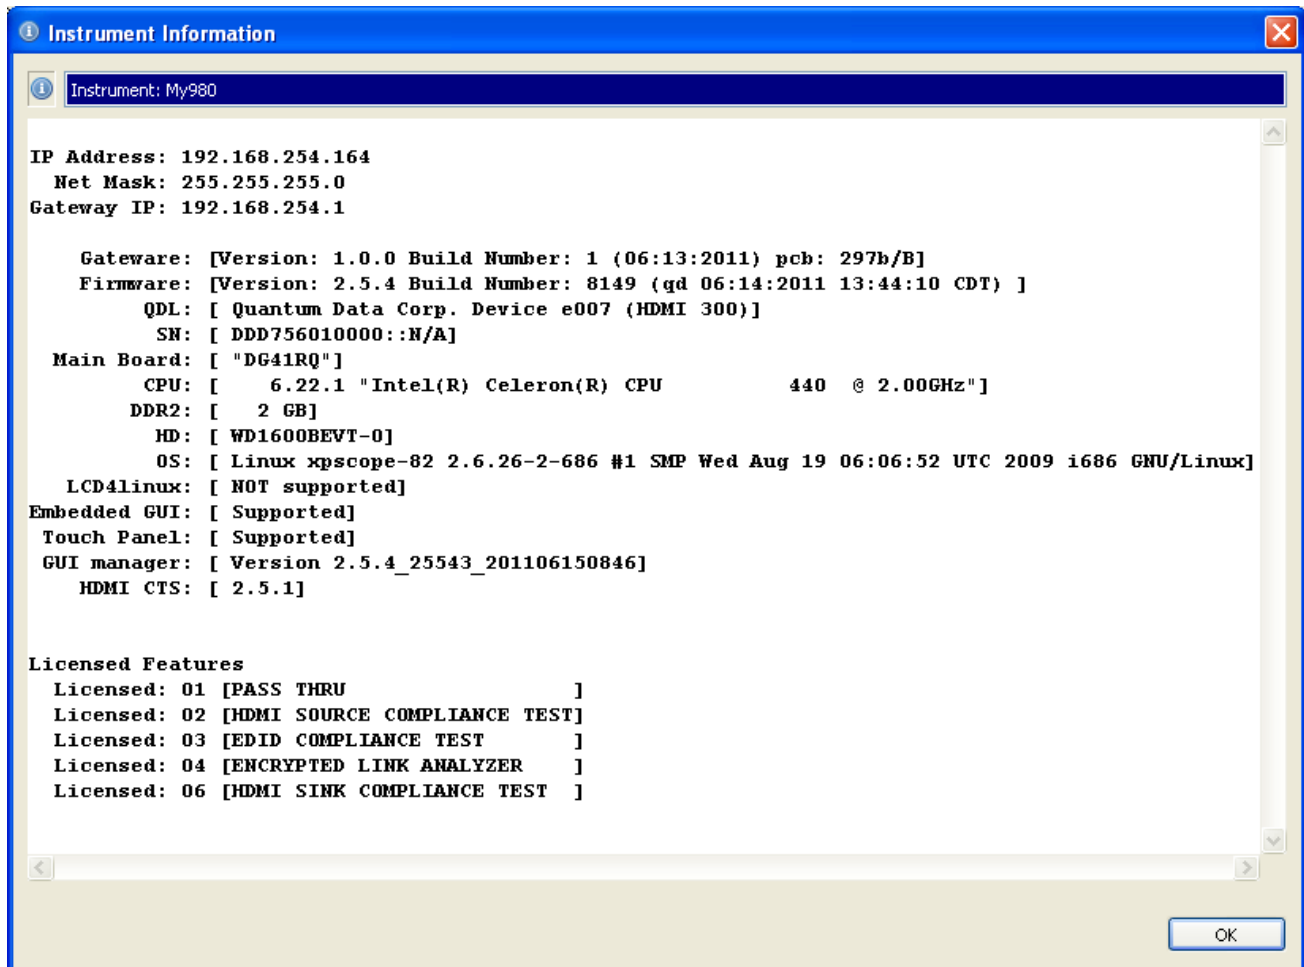 Instrument Information
Instrument: My980
IP Address: 192.168.254.164
Net Mask: 255.255.255.0
Gateway IP: 192.168.254.1
Gateware: [Version: 1.0.0 Build Number: 1 (06:13:2011) pcb: 297b/B]
Firmware: [Version: 2.5.4 Build Number: 8149 (qd 06:14:2011 13:44:10 CDT) ]
QDL: [ Quantum Data Corp. Device e007 (HDMI 300)]
SN: [ DDD756010000::N/A]
Main Board: [ "DG41RQ"]
CPU: [    6.22.1 "Intel(R) Celeron(R) CPU          440  @ 2.00GHz"]
DDR2: [   2 GB]
HD: [ WD1600BEVT-0]
OS: [ Linux xpscope-82 2.6.26-2-686 #1 SMP Wed Aug 19 06:06:52 UTC 2009 i686 GNU/Linux]
LCD4linux: [ NOT supported]
Embedded GUI: [ Supported]
Touch Panel: [ Supported]
GUI manager: [ Version 2.5.4_25543_201106150846]
HDMI CTS: [ 2.5.1]
Licensed Features
Licensed: 01 [PASS THRU                  ]
Licensed: 02 [HDMI SOURCE COMPLIANCE TEST]
Licensed: 03 [EDID COMPLIANCE TEST       ]
Licensed: 04 [ENCRYPTED LINK ANALYZER    ]
Licensed: 06 [HDMI SINK COMPLIANCE TEST  ]
OK